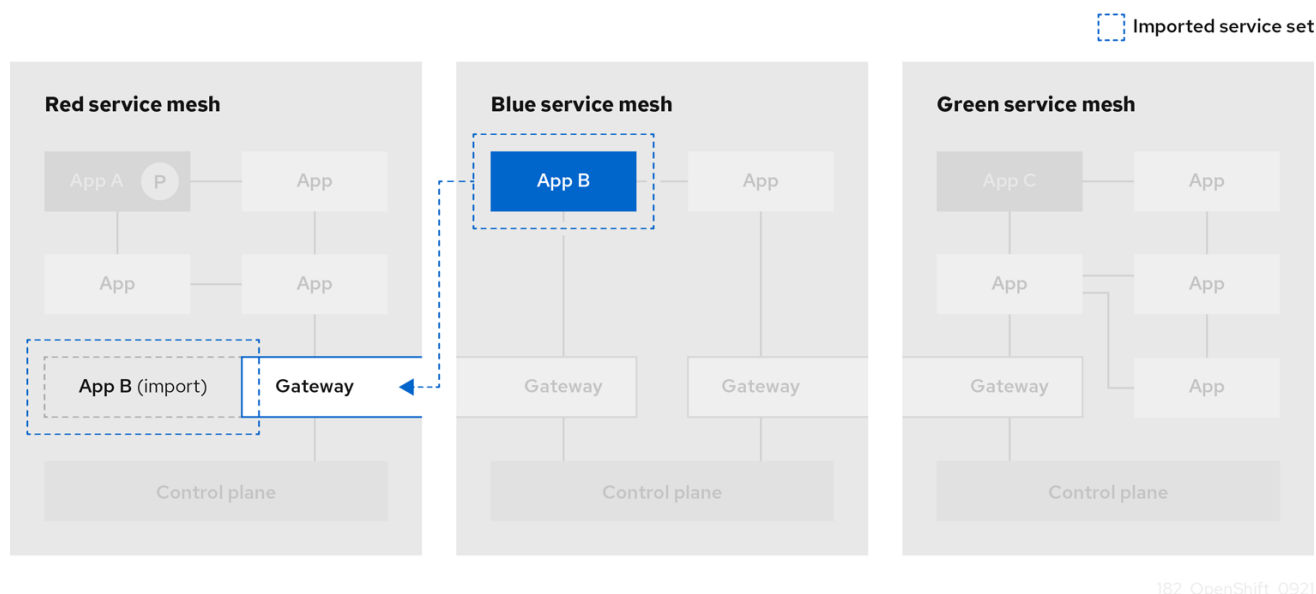 Imported service set
Red service mesh
Blue service mesh
Green service mesh
App A
P
App
App B
App
App C
App
App
App
App
App
App B (import)
Gateway
Gateway
Gateway
Gateway
App
Control plane
Control plane
Control plane
182_OpenShift_0921